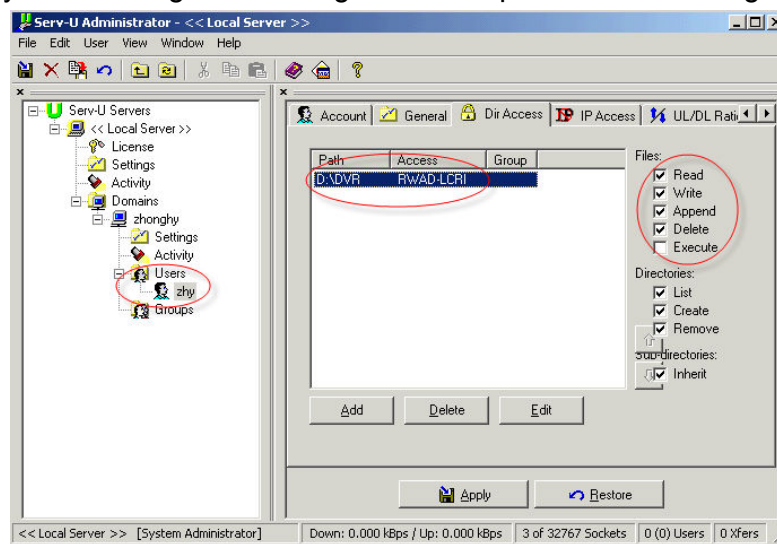 Serv-U Administrator - << Local Server >>
File Edit User View Window Help
Serv-U Servers
<< Local Server >>
License
Settings
Activity
Domains
zhonghy
Settings
Activity
Users
zhy
Groups
Account General Dir Access IP Access UL/DL Rati
Path Access Group
D:\DVR RWAD-LCRI
Files:
Read
Write
Append
Delete
Execute
Directories:
List
Create
Remove
Sub-directories:
Inherit
Add Delete Edit
Apply Restore
<< Local Server >> [System Administrator] Down: 0.000 kBps / Up: 0.000 kBps 3 of 32767 Sockets 0 (0) Users 0 Xfers